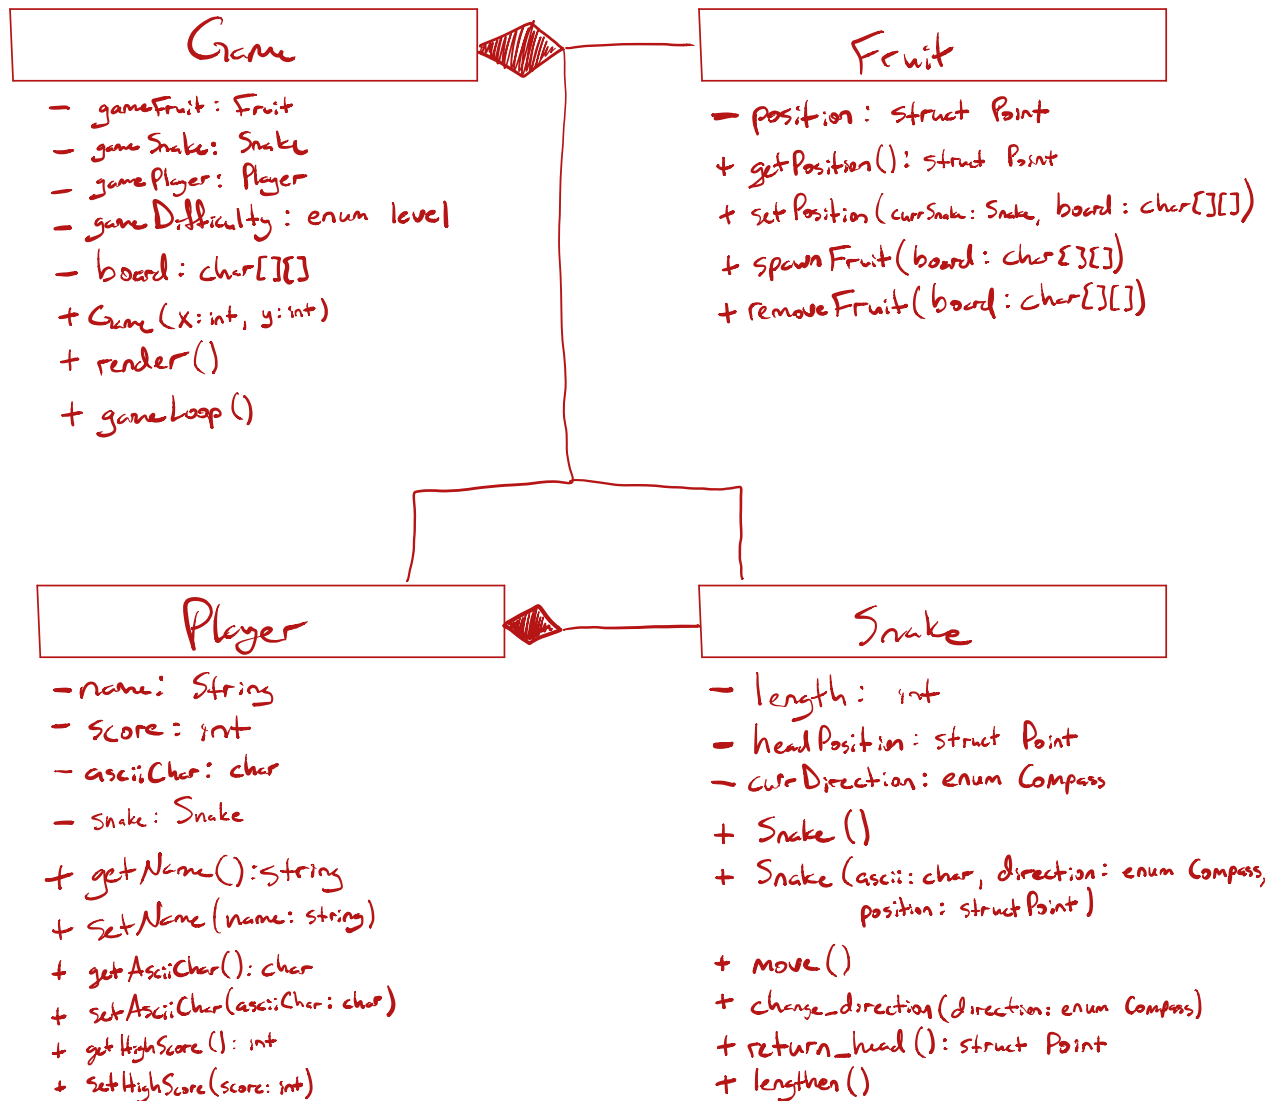 Game
- gameFruit: Fruit
- gameSnake: Snake
- gamePlayer: Player
- gameDifficulty: enum level
- board: char[][]
+ Game(x: int, y: int)
+ render()
+ gameLoop()
Fruit
- position: struct Point
+ getPosition(): struct Point
+ setPosition(currSnake: Snake, board: char[][])
+ spawnFruit(board: char[][])
+ removeFruit(board: char[][])
Player
- name: String
- score: int
- asciiChar: char
- snake: Snake
+ getName(): string
+ setName(name: string)
+ getAsciiChar(): char
+ setAsciiChar(asciiChar: char)
+ getHighScore(): int
+ setHighScore(score: int)
Snake
- length: int
- headPosition: struct Point
- currDirection: enum Compass
+ Snake()
+ Snake(ascii: char, direction: enum Compass,
position: struct Point)
+ move()
+ change_direction(direction: enum Compass)
+ return_head(): struct Point
+ lengthen()